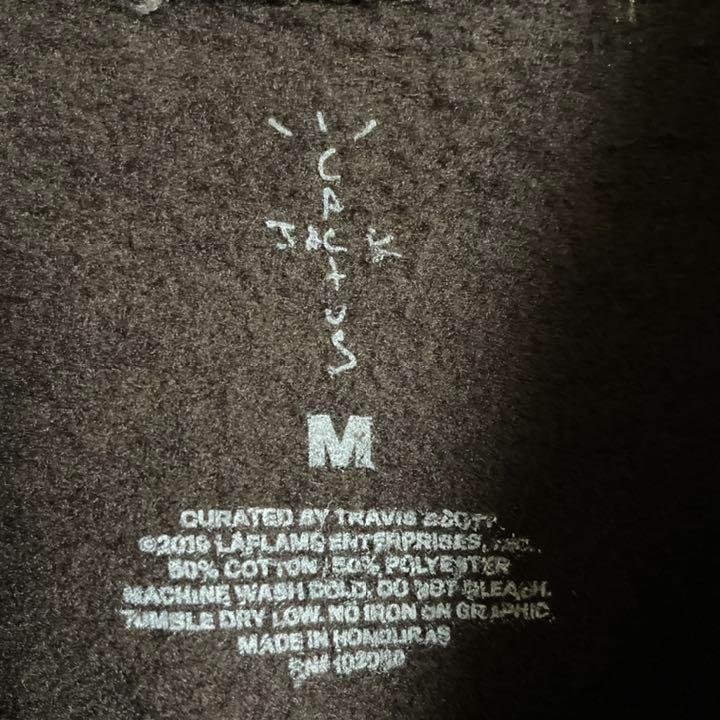 CACTUS
JACK
M
CURATED BY TRAVIS SCOTT
©2019 LAFLAME ENTERPRISES, INC.
50% COTTON / 50% POLYESTER
MACHINE WASH COLD. DO NOT BLEACH.
TUMBLE DRY LOW. NO IRON ON GRAPHIC.
MADE IN HONDURAS
RN#